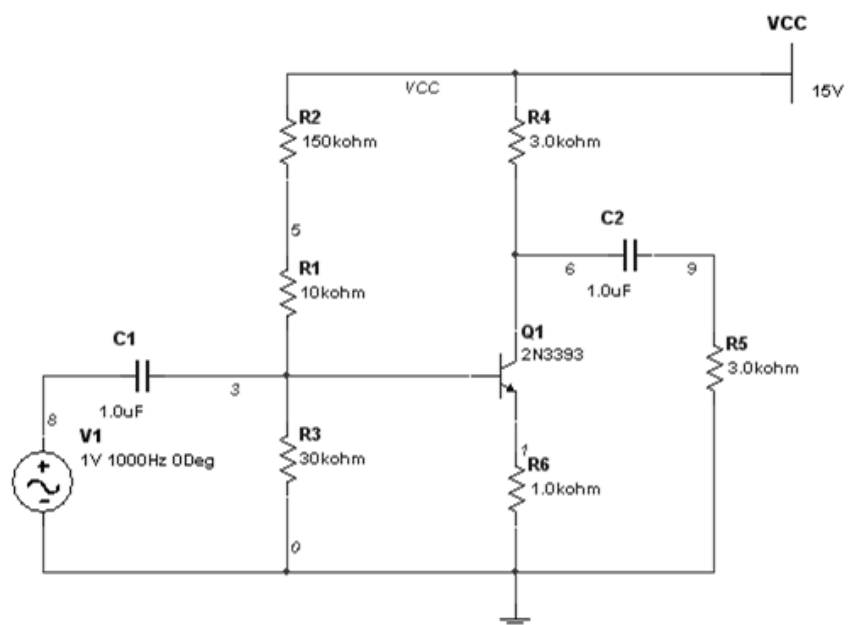 VCC
VCC
15V
R2
150kohm
R4
3.0kohm
5
C2
6
9
1.0uF
R1
10kohm
Q1
2N3393
R5
3.0kohm
C1
3
1.0uF
8
V1
1V 1000Hz 0Deg
R3
30kohm
1
R6
1.0kohm
0